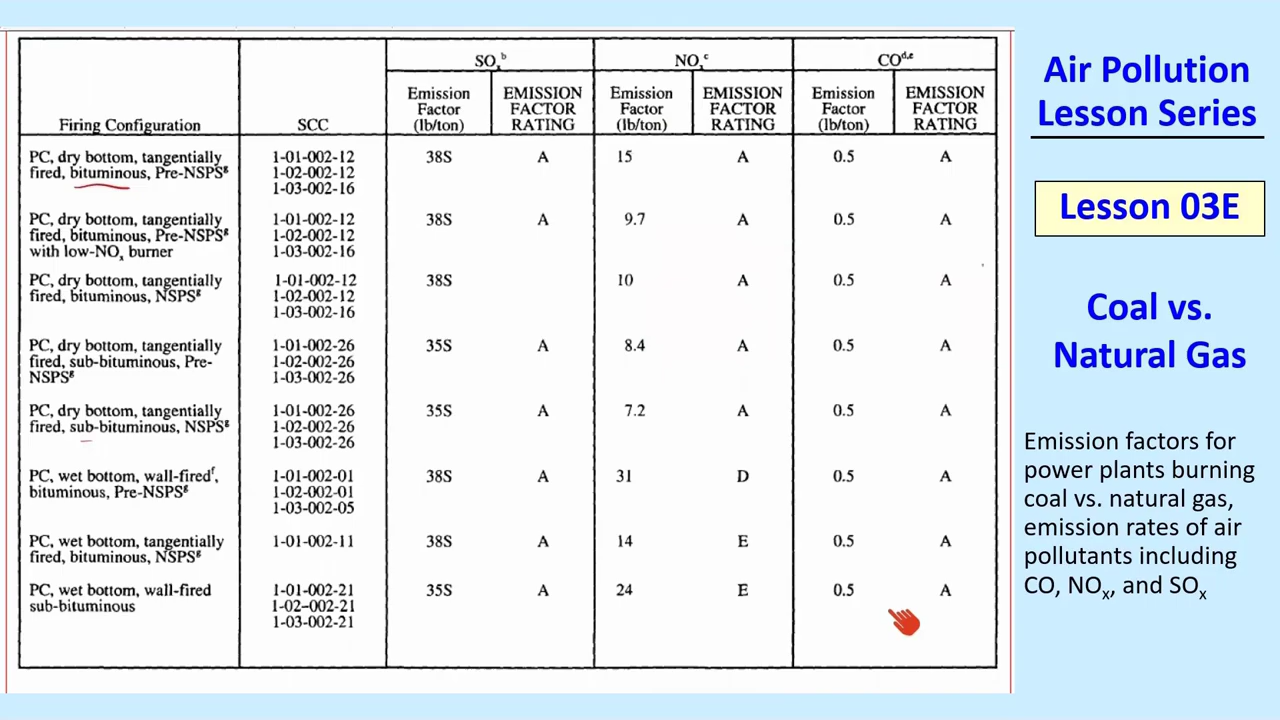 SOₓᵇ NOₓᶜ COᵈ,ᵉ
Emission EMISSION Emission EMISSION Emission EMISSION
Factor FACTOR Factor FACTOR Factor FACTOR
Firing Configuration SCC (lb/ton) RATING (lb/ton) RATING (lb/ton) RATING
PC, dry bottom, tangentially 1-01-002-12 38S A 15 A 0.5 A
fired, bituminous, Pre-NSPSᵍ 1-02-002-12
1-03-002-16
PC, dry bottom, tangentially 1-01-002-12 38S A 9.7 A 0.5 A
fired, bituminous, Pre-NSPSᵍ 1-02-002-12
with low-NOₓ burner 1-03-002-16
PC, dry bottom, tangentially 1-01-002-12 38S A 10 A 0.5 A
fired, bituminous, NSPSᵍ 1-02-002-12
1-03-002-16
PC, dry bottom, tangentially 1-01-002-26 35S A 8.4 A 0.5 A
fired, sub-bituminous, Pre- 1-02-002-26
NSPSᵍ 1-03-002-26
PC, dry bottom, tangentially 1-01-002-26 35S A 7.2 A 0.5 A
fired, sub-bituminous, NSPSᵍ 1-02-002-26
1-03-002-26
PC, wet bottom, wall-firedᶠ, 1-01-002-01 38S A 31 D 0.5 A
bituminous, Pre-NSPSᵍ 1-02-002-01
1-03-002-05
PC, wet bottom, tangentially 1-01-002-11 38S A 14 E 0.5 A
fired, bituminous, NSPSᵍ
PC, wet bottom, wall-fired 1-01-002-21 35S A 24 E 0.5 A
sub-bituminous 1-02-002-21
1-03-002-21
Air Pollution
Lesson Series
Lesson 03E
Coal vs.
Natural Gas
Emission factors for
power plants burning
coal vs. natural gas,
emission rates of air
pollutants including
CO, NOₓ, and SOₓ